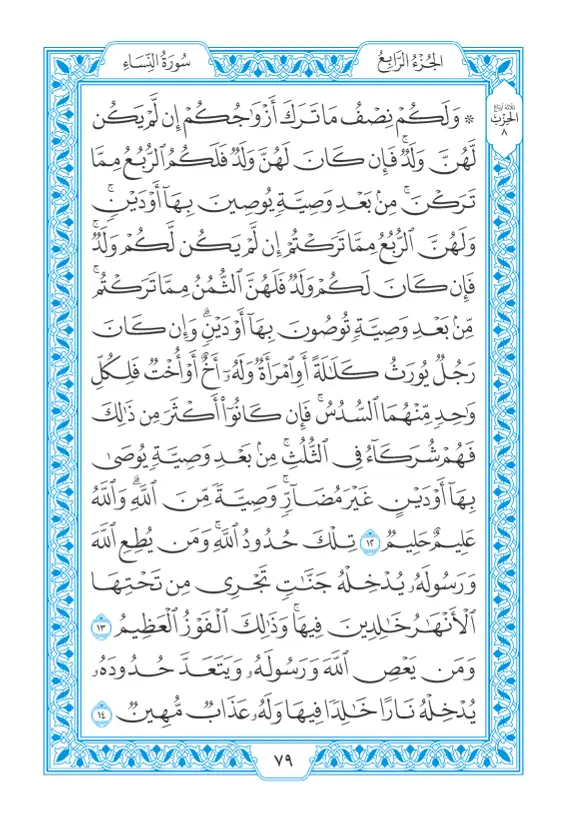 الجُزْءُ الرَّابِعُ
سُورَةُ النِّسَاءِ
ثلاثة أرباع
الحِزْب
٨
۞ وَلَكُمْ نِصْفُ مَا تَرَكَ أَزْوَٰجُكُمْ إِن لَّمْ يَكُن
لَّهُنَّ وَلَدٌۚ فَإِن كَانَ لَهُنَّ وَلَدٌ فَلَكُمُ ٱلرُّبُعُ مِمَّا
تَرَكْنَۚ مِنۢ بَعْدِ وَصِيَّةٍ يُوصِينَ بِهَآ أَوْ دَيْنٍۚ
وَلَهُنَّ ٱلرُّبُعُ مِمَّا تَرَكْتُمْ إِن لَّمْ يَكُن لَّكُمْ وَلَدٌۚ
فَإِن كَانَ لَكُمْ وَلَدٌ فَلَهُنَّ ٱلثُّمُنُ مِمَّا تَرَكْتُمۚ
مِّنۢ بَعْدِ وَصِيَّةٍ تُوصُونَ بِهَآ أَوْ دَيْنٍۗ وَإِن كَانَ
رَجُلٌ يُورَثُ كَلَٰلَةً أَوِ ٱمْرَأَةٌ وَلَهُۥٓ أَخٌ أَوْ أُخْتٌ فَلِكُلِّ
وَٰحِدٍ مِّنْهُمَا ٱلسُّدُسُۚ فَإِن كَانُوٓا۟ أَكْثَرَ مِن ذَٰلِكَ
فَهُمْ شُرَكَآءُ فِى ٱلثُّلُثِۚ مِنۢ بَعْدِ وَصِيَّةٍ يُوصَىٰ
بِهَآ أَوْ دَيْنٍ غَيْرَ مُضَآرٍّۚ وَصِيَّةً مِّنَ ٱللَّهِۗ وَٱللَّهُ
عَلِيمٌ حَلِيمٌ ١٢ تِلْكَ حُدُودُ ٱللَّهِۚ وَمَن يُطِعِ ٱللَّهَ
وَرَسُولَهُۥ يُدْخِلْهُ جَنَّٰتٍ تَجْرِى مِن تَحْتِهَا
ٱلْأَنْهَٰرُ خَٰلِدِينَ فِيهَاۚ وَذَٰلِكَ ٱلْفَوْزُ ٱلْعَظِيمُ ١٣
وَمَن يَعْصِ ٱللَّهَ وَرَسُولَهُۥ وَيَتَعَدَّ حُدُودَهُۥ
يُدْخِلْهُ نَارًا خَٰلِدًا فِيهَا وَلَهُۥ عَذَابٌ مُّهِينٌ ١٤
٧٩